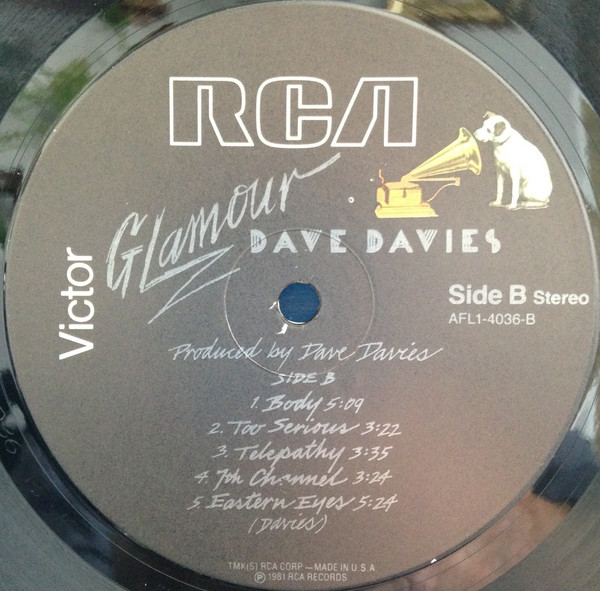 RCA
Glamour
DAVE DAVIES
Victor
Side B Stereo
AFL1-4036-B
Produced by Dave Davies
SIDE B
1. Body 5:09
2. Too Serious 3:22
3. Telepathy 3:35
4. 7th Channel 3:24
5. Eastern Eyes 5:24
(Davies)
TMK(S) RCA CORP — MADE IN U.S.A
℗ 1981 RCA RECORDS